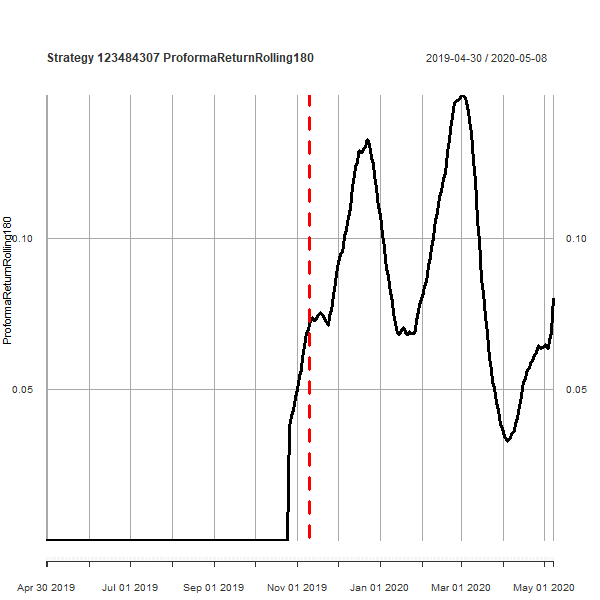 Strategy 123484307 ProformaReturnRolling180
2019-04-30 / 2020-05-08
ProformaReturnRolling180
0.10
0.10
0.05
0.05
Apr 30 2019
Jul 01 2019
Sep 01 2019
Nov 01 2019
Jan 01 2020
Mar 01 2020
May 01 2020